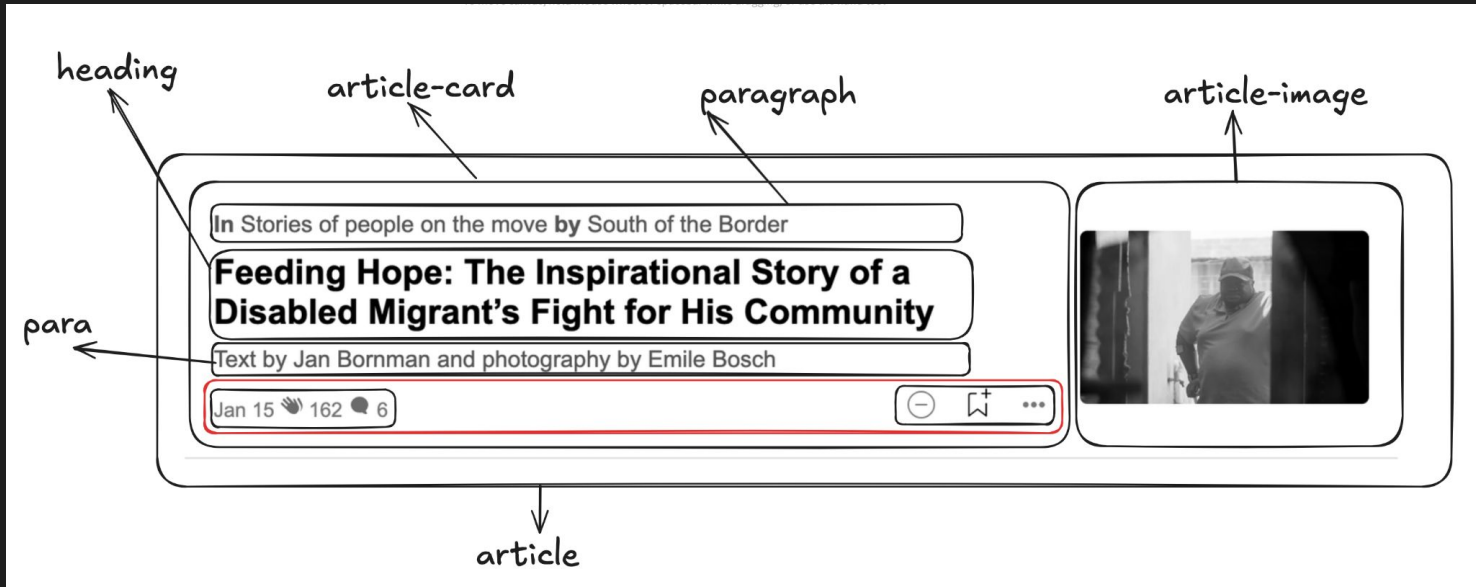 heading
article-card
paragraph
article-image
In Stories of people on the move by South of the Border
Feeding Hope: The Inspirational Story of a
Disabled Migrant’s Fight for His Community
para
Text by Jan Bornman and photography by Emile Bosch
Jan 15 162 6
article